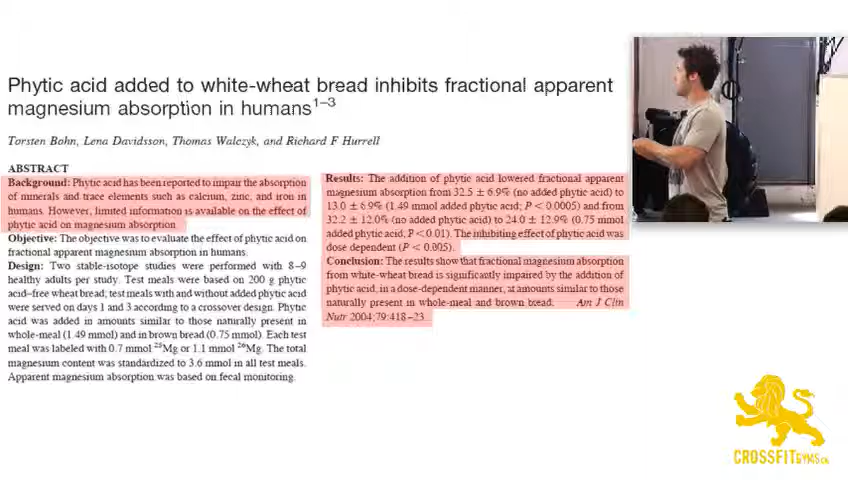 Phytic acid added to white-wheat bread inhibits fractional apparent
magnesium absorption in humans1–3
Torsten Bohn, Lena Davidsson, Thomas Walczyk, and Richard F Hurrell
ABSTRACT
Background: Phytic acid has been reported to impair the absorption
of minerals and trace elements such as calcium, zinc, and iron in
humans. However, limited information is available on the effect of
phytic acid on magnesium absorption.
Objective: The objective was to evaluate the effect of phytic acid on
fractional apparent magnesium absorption in humans.
Design: Two stable-isotope studies were performed with 8–9
healthy adults per study. Test meals were based on 200 g phytic
acid–free wheat bread; test meals with and without added phytic acid
were served on days 1 and 3 according to a crossover design. Phytic
acid was added in amounts similar to those naturally present in
whole-meal (1.49 mmol) and in brown bread (0.75 mmol). Each test
meal was labeled with 0.7 mmol 25Mg or 1.1 mmol 26Mg. The total
magnesium content was standardized to 3.6 mmol in all test meals.
Apparent magnesium absorption was based on fecal monitoring.
Results: The addition of phytic acid lowered fractional apparent
magnesium absorption from 32.5 ± 6.9% (no added phytic acid) to
13.0 ± 6.9% (1.49 mmol added phytic acid; P < 0.0005) and from
32.2 ± 12.0% (no added phytic acid) to 24.0 ± 12.9% (0.75 mmol
added phytic acid, P < 0.01). The inhibiting effect of phytic acid was
dose dependent (P < 0.005).
Conclusion: The results show that fractional magnesium absorption
from white-wheat bread is significantly impaired by the addition of
phytic acid, in a dose-dependent manner, at amounts similar to those
naturally present in whole-meal and brown bread. Am J Clin
Nutr 2004;79:418–23.
CROSSFITGYMS.CA